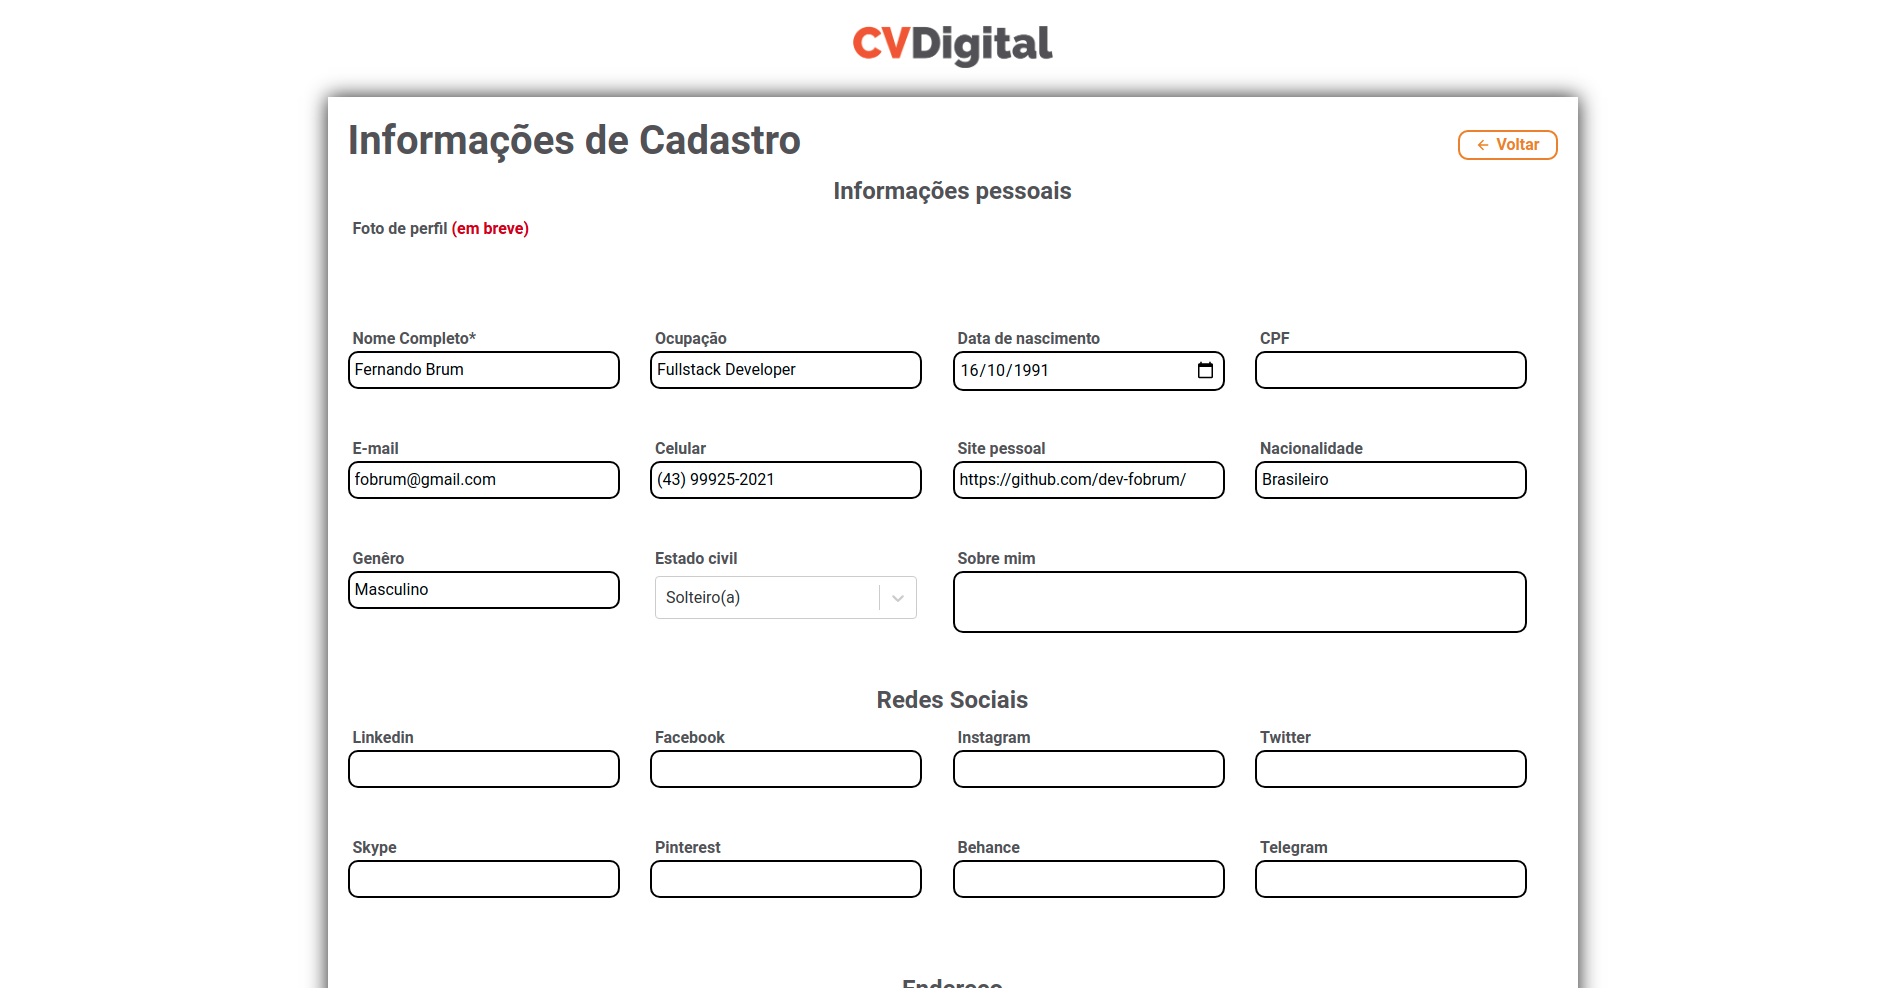 CVDigital
Informações de Cadastro
← Voltar
Informações pessoais
Foto de perfil (em breve)
Nome Completo* Ocupação Data de nascimento CPF
Fernando Brum Fullstack Developer 16/10/1991
E-mail Celular Site pessoal Nacionalidade
fobrum@gmail.com (43) 99925-2021 https://github.com/dev-fobrum/ Brasileiro
Genêro Estado civil Sobre mim
Masculino Solteiro(a)
Redes Sociais
Linkedin Facebook Instagram Twitter
Skype Pinterest Behance Telegram
Endereço